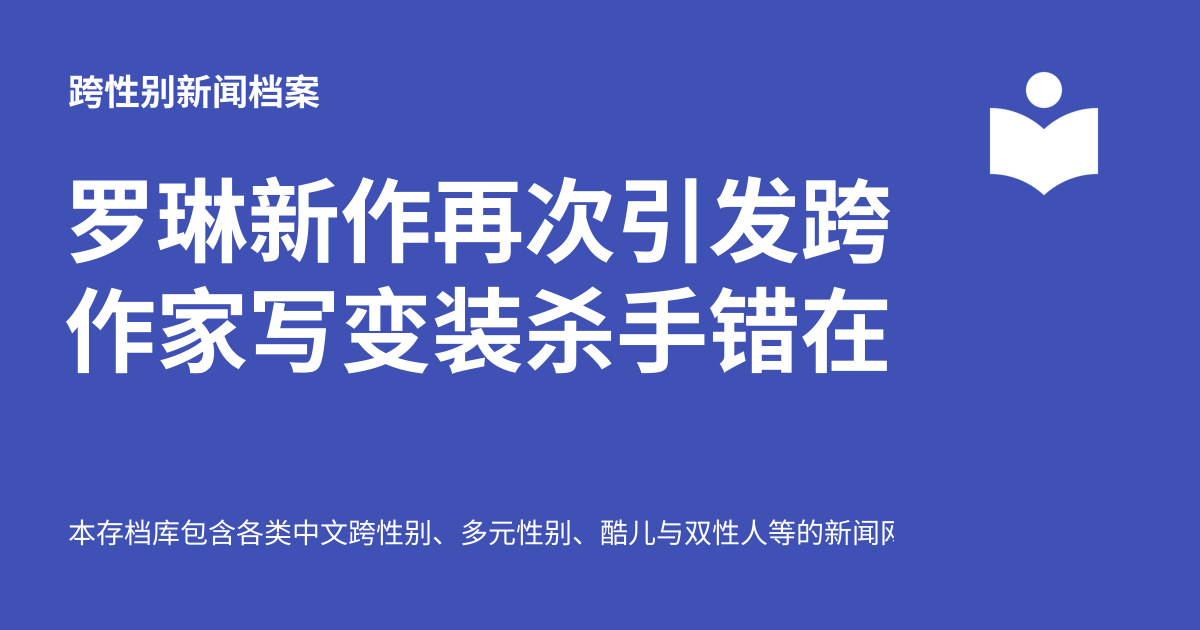 跨性别新闻档案
罗琳新作再次引发跨
作家写变装杀手错在
本存档库包含各类中文跨性别、多元性别、酷儿与双性人等的新闻